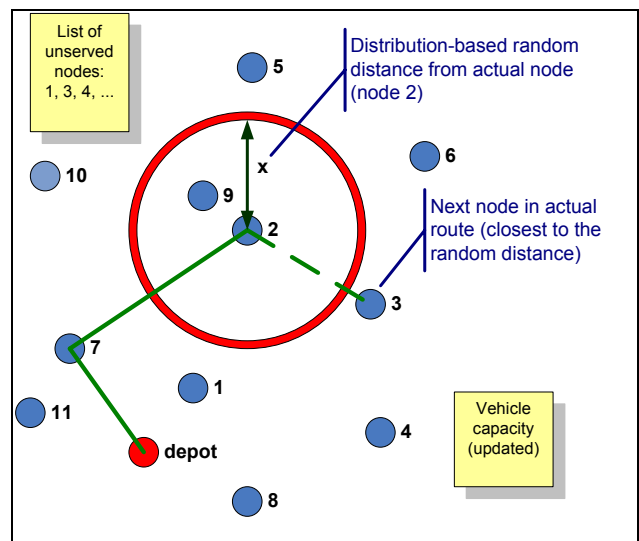 List of
unserved
nodes:
1, 3, 4, ...
Distribution-based random
distance from actual node
(node 2)
5
6
10
x
9
2
Next node in actual
route (closest to the
random distance)
3
7
1
11
4
Vehicle
capacity
(updated)
depot
8